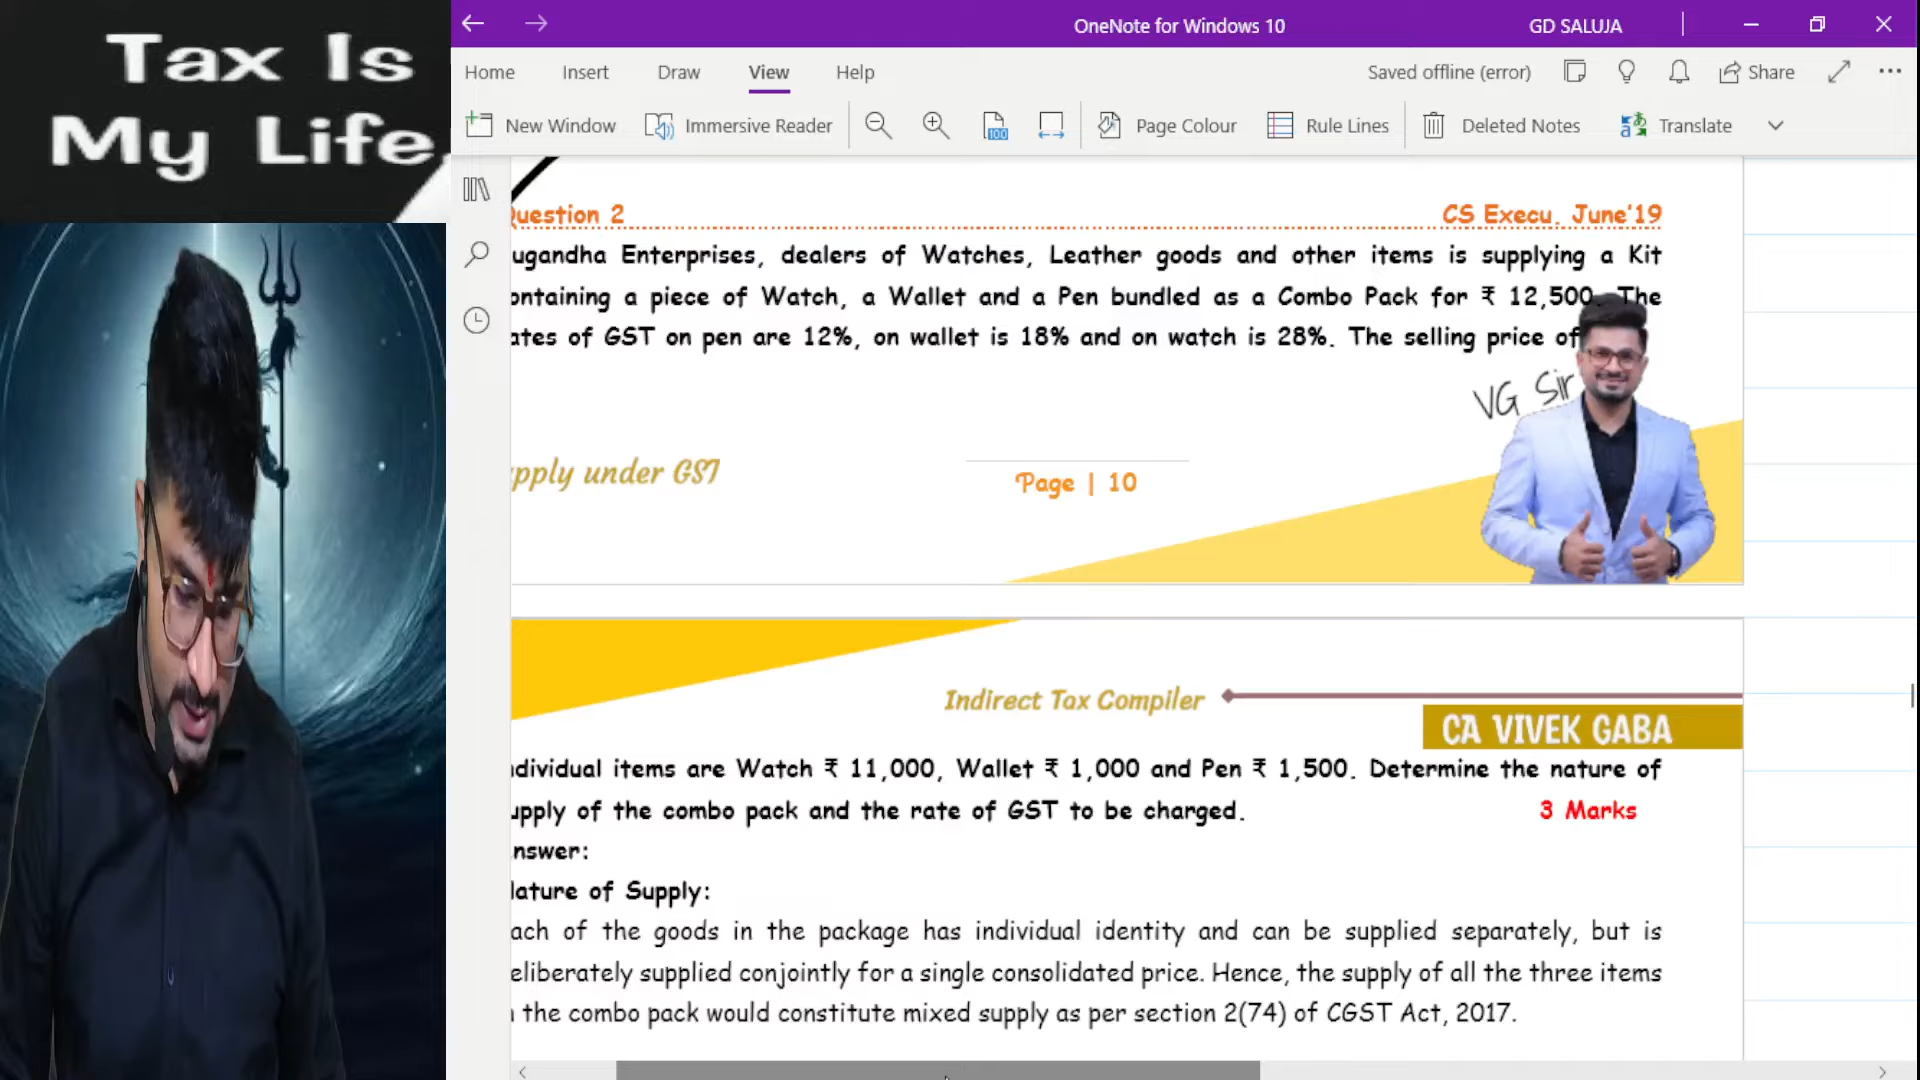 Tax Is
My Life.
OneNote for Windows 10
GD SALUJA
Home Insert Draw View Help
Saved offline (error) Share
New Window Immersive Reader 100 Page Colour Rule Lines Deleted Notes Translate
uestion 2 CS Execu. June'19
ugandha Enterprises, dealers of Watches, Leather goods and other items is supplying a Kit
ontaining a piece of Watch, a Wallet and a Pen bundled as a Combo Pack for ₹ 12,500. The
ates of GST on pen are 12%, on wallet is 18% and on watch is 28%. The selling price of
VG Sir
pply under GST
Page | 10
Indirect Tax Compiler
CA VIVEK GABA
dividual items are Watch ₹ 11,000, Wallet ₹ 1,000 and Pen ₹ 1,500. Determine the nature of
upply of the combo pack and the rate of GST to be charged. 3 Marks
nswer:
ature of Supply:
ach of the goods in the package has individual identity and can be supplied separately, but is
eliberately supplied conjointly for a single consolidated price. Hence, the supply of all the three items
the combo pack would constitute mixed supply as per section 2(74) of CGST Act, 2017.